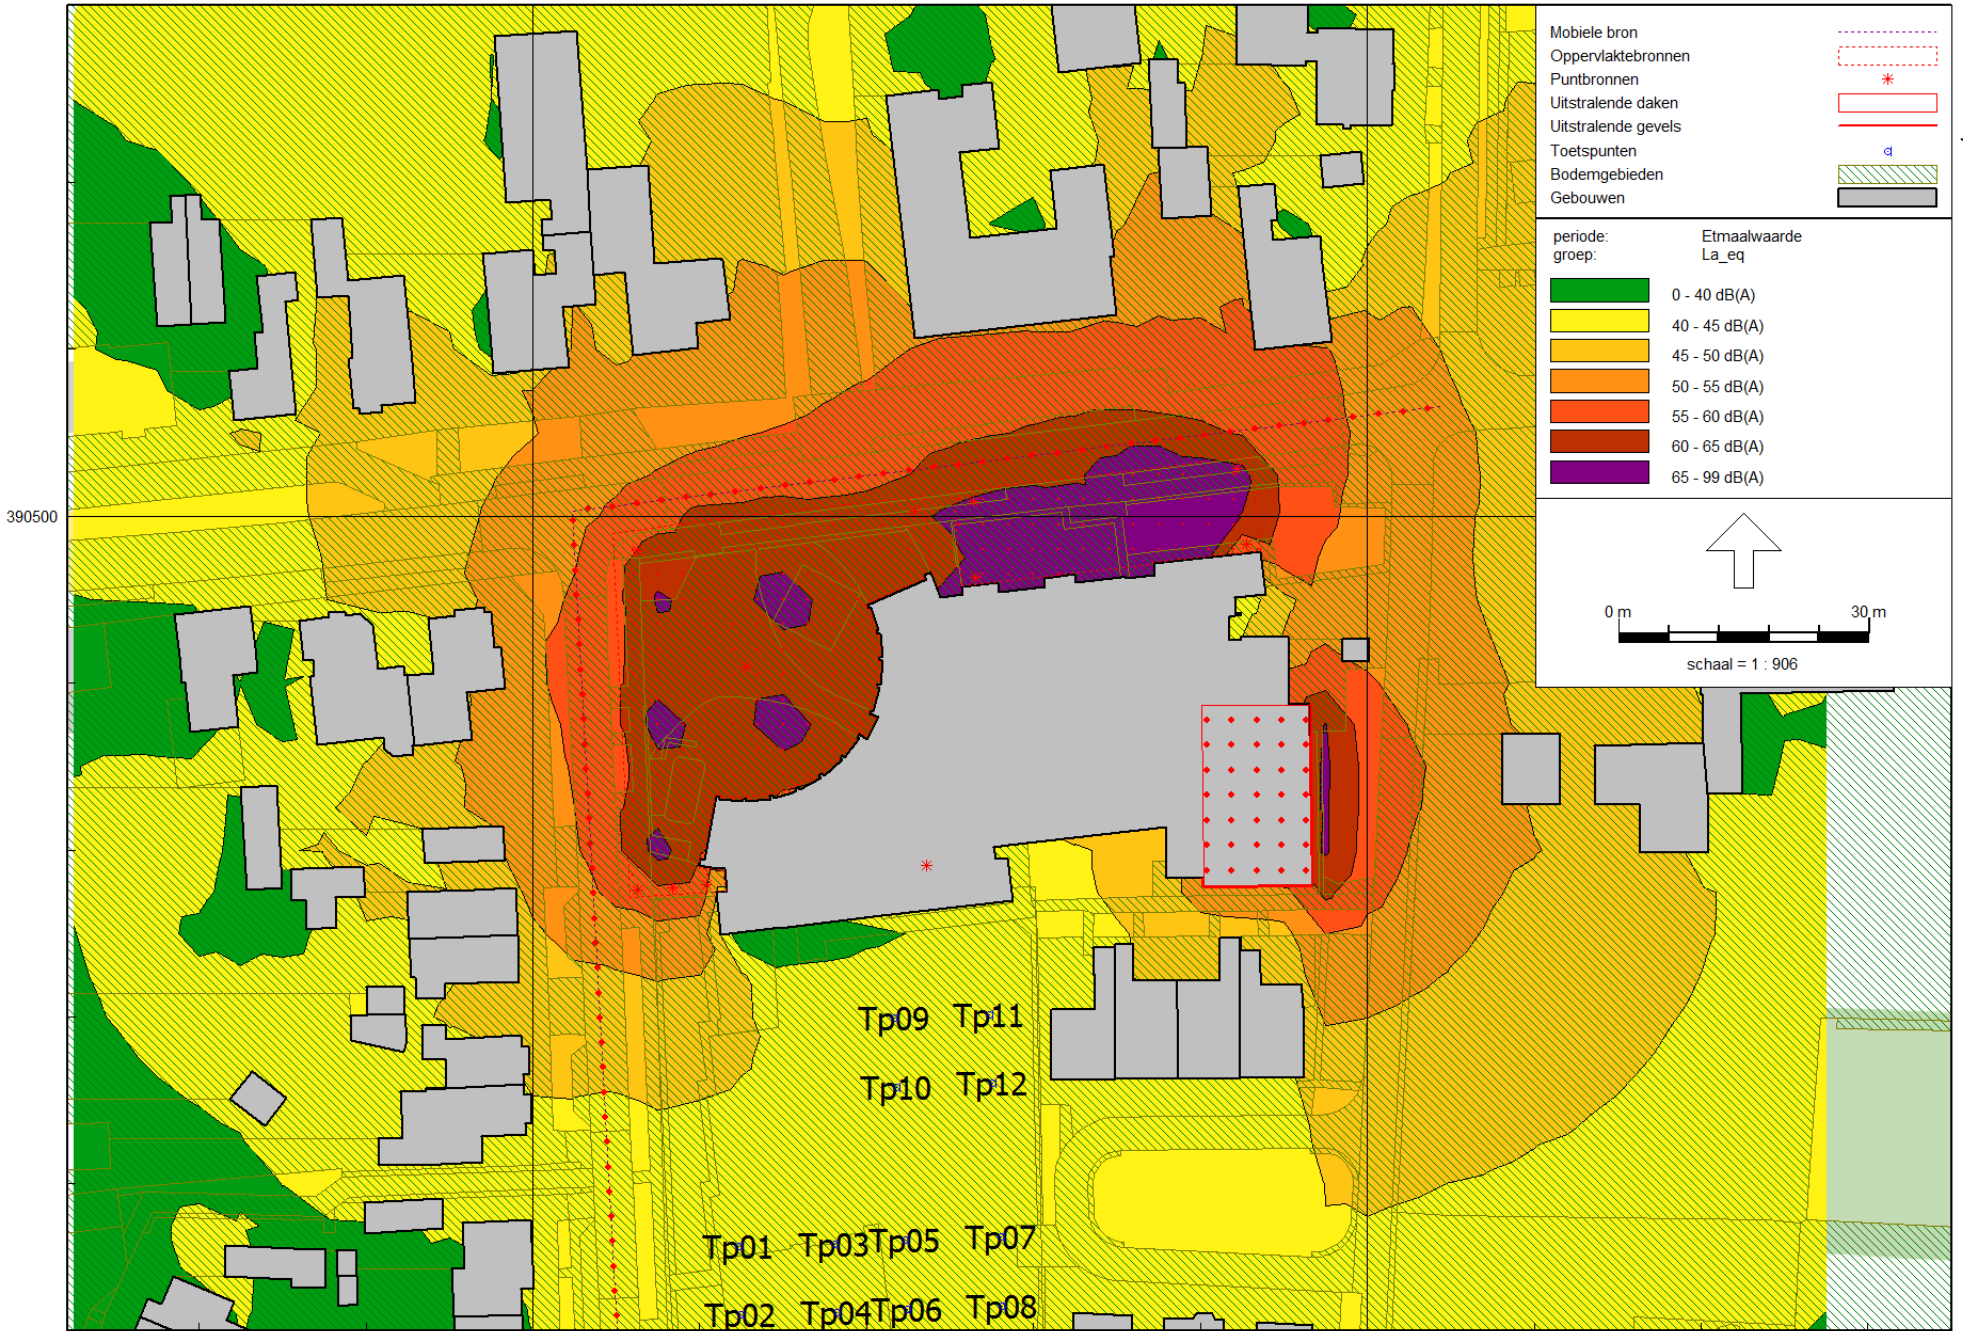 Mobiele bron
Oppervlaktebronnen
Puntbronnen
Uitstralende daken
Uitstralende gevels
Toetspunten
Bodemgebieden
Gebouwen
periode: Etmaalwaarde
groep: La_eq
0 - 40 dB(A)
40 - 45 dB(A)
45 - 50 dB(A)
50 - 55 dB(A)
55 - 60 dB(A)
60 - 65 dB(A)
65 - 99 dB(A)
390500
0 m 30 m
schaal = 1 : 906
Tp09 Tp11
Tp10 Tp12
Tp01 Tp03 Tp05 Tp07
Tp02 Tp04 Tp06 Tp08